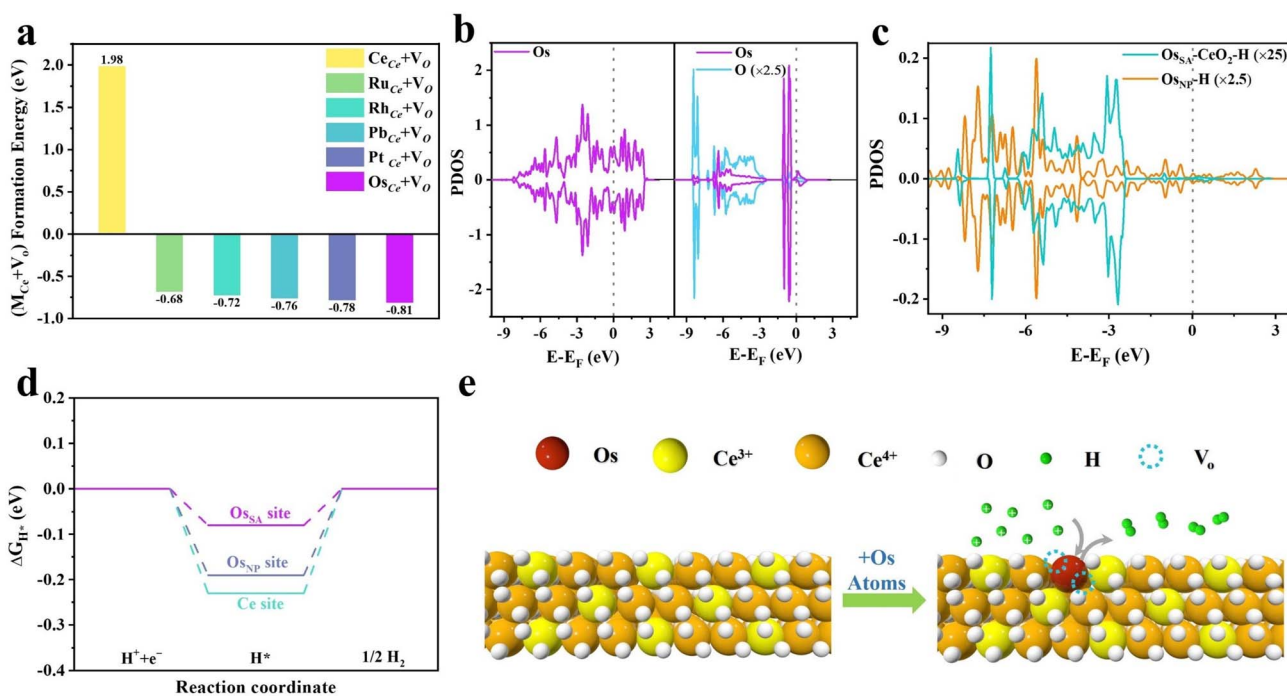 a
(M_Ce+V_o) Formation Energy (eV)
2.0
1.5
1.0
0.5
0.0
-0.5
-1.0
1.98
-0.68
-0.72
-0.76
-0.78
-0.81
Ce_Ce+V_O
Ru_Ce+V_O
Rh_Ce+V_O
Pb_Ce+V_O
Pt_Ce+V_O
Os_Ce+V_O
b
PDOS
2
1
0
-1
-2
Os
Os
O (×2.5)
-9 -6 -3 0 3
-9 -6 -3 0 3
E-E_F (eV)
E-E_F (eV)
c
PDOS
0.2
0.1
0.0
-0.1
-0.2
Os_SA-CeO₂-H (×25)
Os_NP-H (×2.5)
-9 -6 -3 0 3
E-E_F (eV)
d
ΔG_H* (eV)
0.2
0.1
0.0
-0.1
-0.2
-0.3
-0.4
Os_SA site
Os_NP site
Ce site
H⁺+e⁻ H* 1/2 H₂
Reaction coordinate
e
Os Ce³⁺ Ce⁴⁺ O H V_o
+Os
Atoms
+ + + + + + +